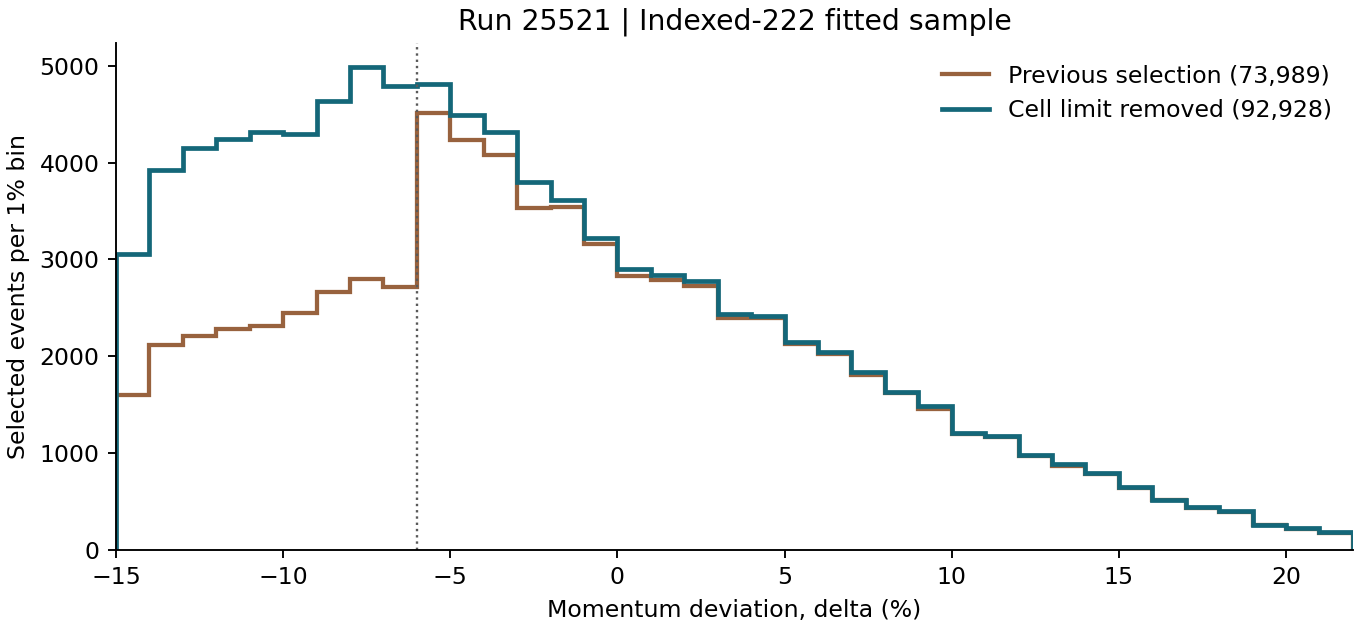 Run 25521 | Indexed-222 fitted sample
Previous selection (73,989)
Cell limit removed (92,928)
Selected events per 1% bin
5000
4000
3000
2000
1000
0
−15
−10
−5
0
5
10
15
20
Momentum deviation, delta (%)